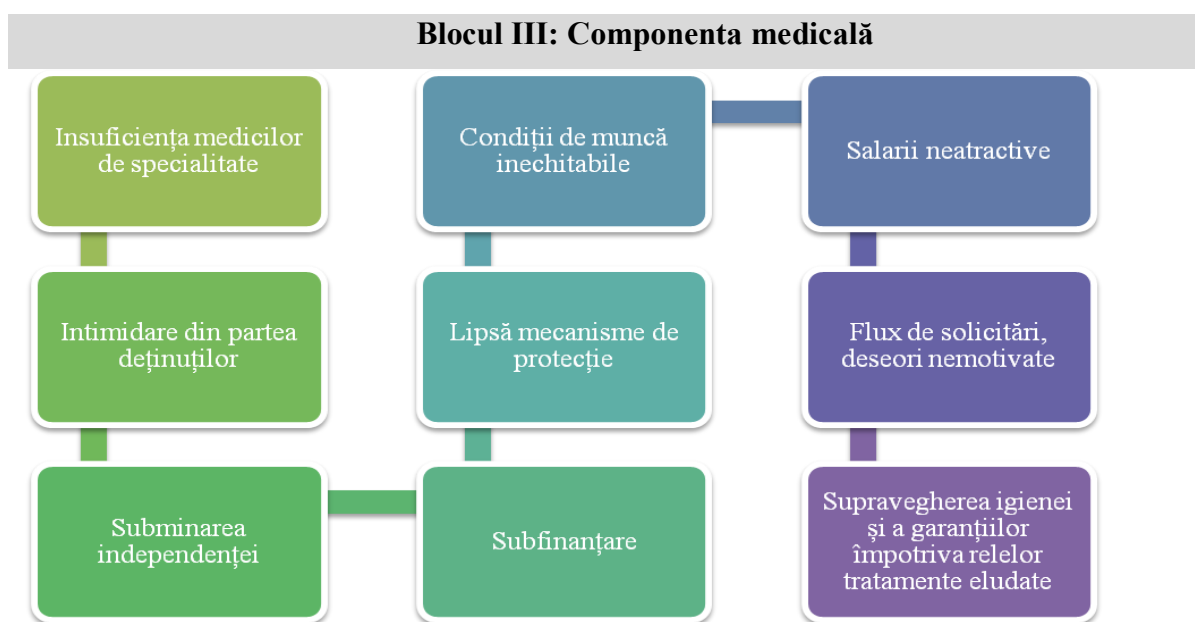 Blocul III: Componenta medicală
Insuficiența medicilor
de specialitate
Intimidare din partea
deținuților
Subminarea
independenței
Subfinanțare
Lipsă mecanisme de
protecție
Condiții de muncă
inechitabile
Salarii neatractive
Flux de solicitări,
deseori nemotivate
Supravegherea igienei
și a garanțiilor
împotriva relelor
tratamente eludate